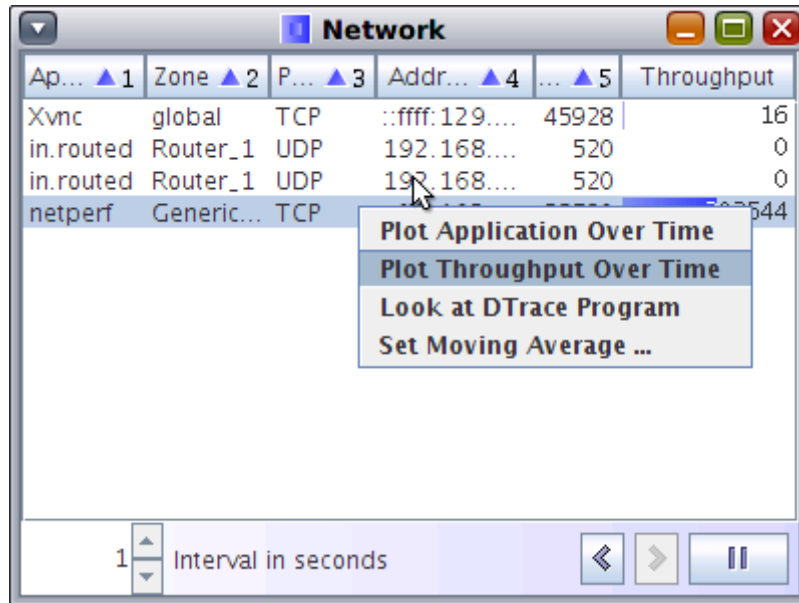 Network
Ap... 1 Zone 2 P... 3 Addr... 4 ... 5 Throughput
Xvnc global TCP ::ffff:129.... 45928 16
in.routed Router_1 UDP 192.168.... 520 0
in.routed Router_1 UDP 192.168.... 520 0
netperf Generic... TCP
Plot Application Over Time
Plot Throughput Over Time
Look at DTrace Program
Set Moving Average ...
1 Interval in seconds